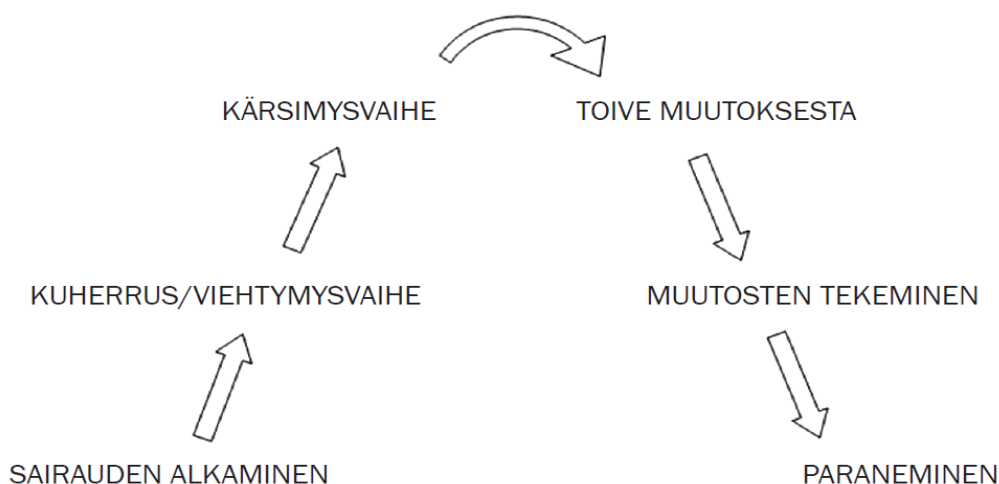 KÄRSIMYSVAIHE
TOIVE MUUTOKSESTA
KUHERRUS/VIEHTYMYSVAIHE
MUUTOSTEN TEKEMINEN
SAIRAUDEN ALKAMINEN
PARANEMINEN